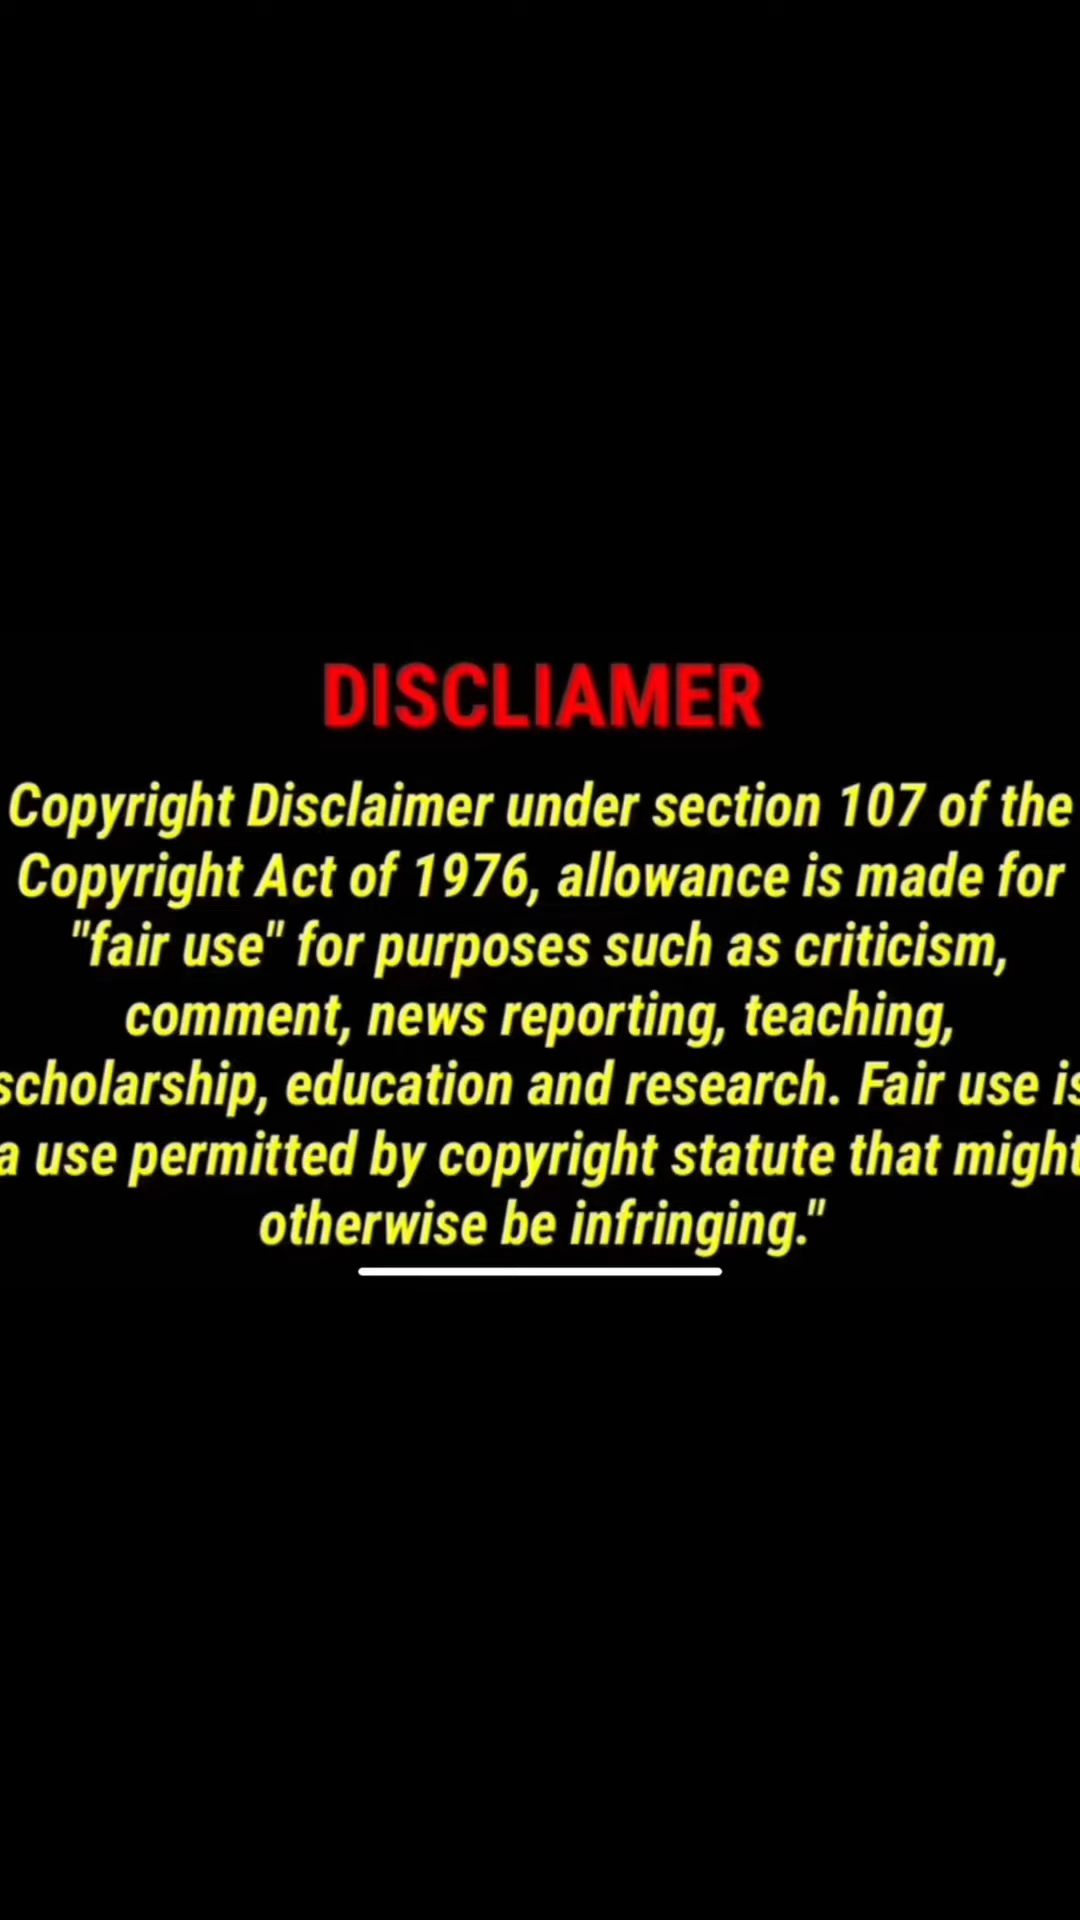 DISCLIAMER
Copyright Disclaimer under section 107 of the
Copyright Act of 1976, allowance is made for
"fair use" for purposes such as criticism,
comment, news reporting, teaching,
scholarship, education and research. Fair use is
a use permitted by copyright statute that might
otherwise be infringing."